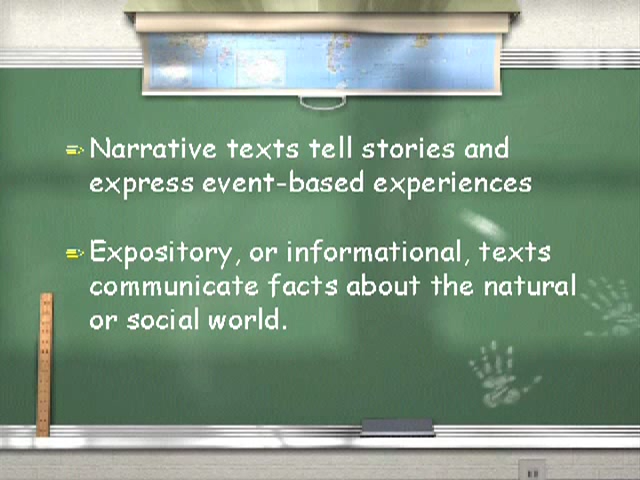 Narrative texts tell stories and
express event-based experiences
Expository, or informational, texts
communicate facts about the natural
or social world.